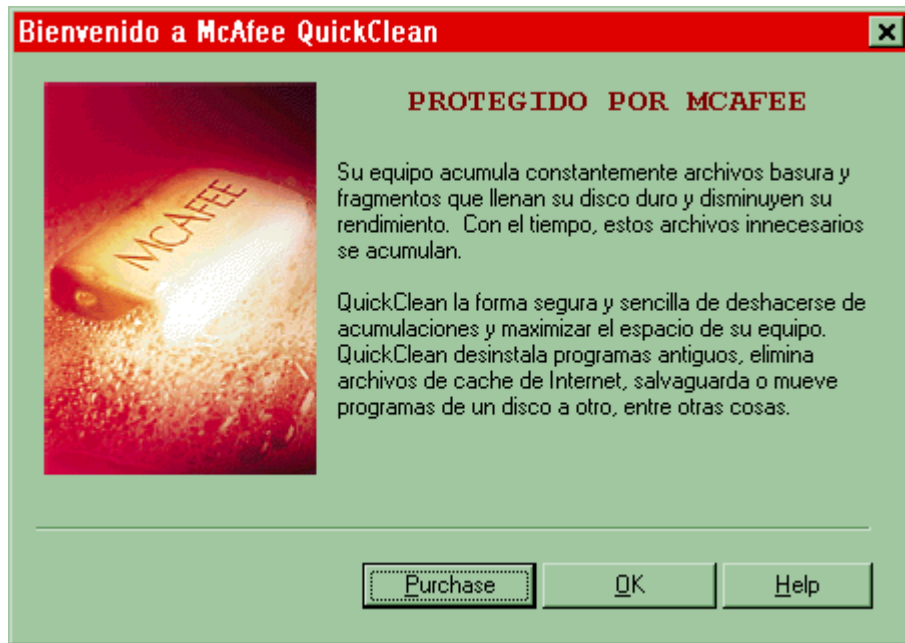 Bienvenido a McAfee QuickClean
PROTEGIDO POR MCAFEE
MCAFEE
Su equipo acumula constantemente archivos basura y
fragmentos que llenan su disco duro y disminuyen su
rendimiento.  Con el tiempo, estos archivos innecesarios
se acumulan.
QuickClean la forma segura y sencilla de deshacerse de
acumulaciones y maximizar el espacio de su equipo.
QuickClean desinstala programas antiguos, elimina
archivos de cache de Internet, salvaguarda o mueve
programas de un disco a otro, entre otras cosas.
Purchase
OK
Help